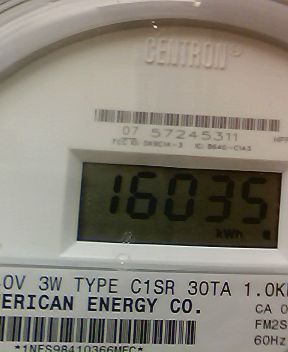 CENTRON®
07 57245311
16035
kWh
0V 3W TYPE C1SR 30TA 1.0K
ERICAN ENERGY CO.
CA 0
FM2S
60Hz
*1NES98410366MEC*